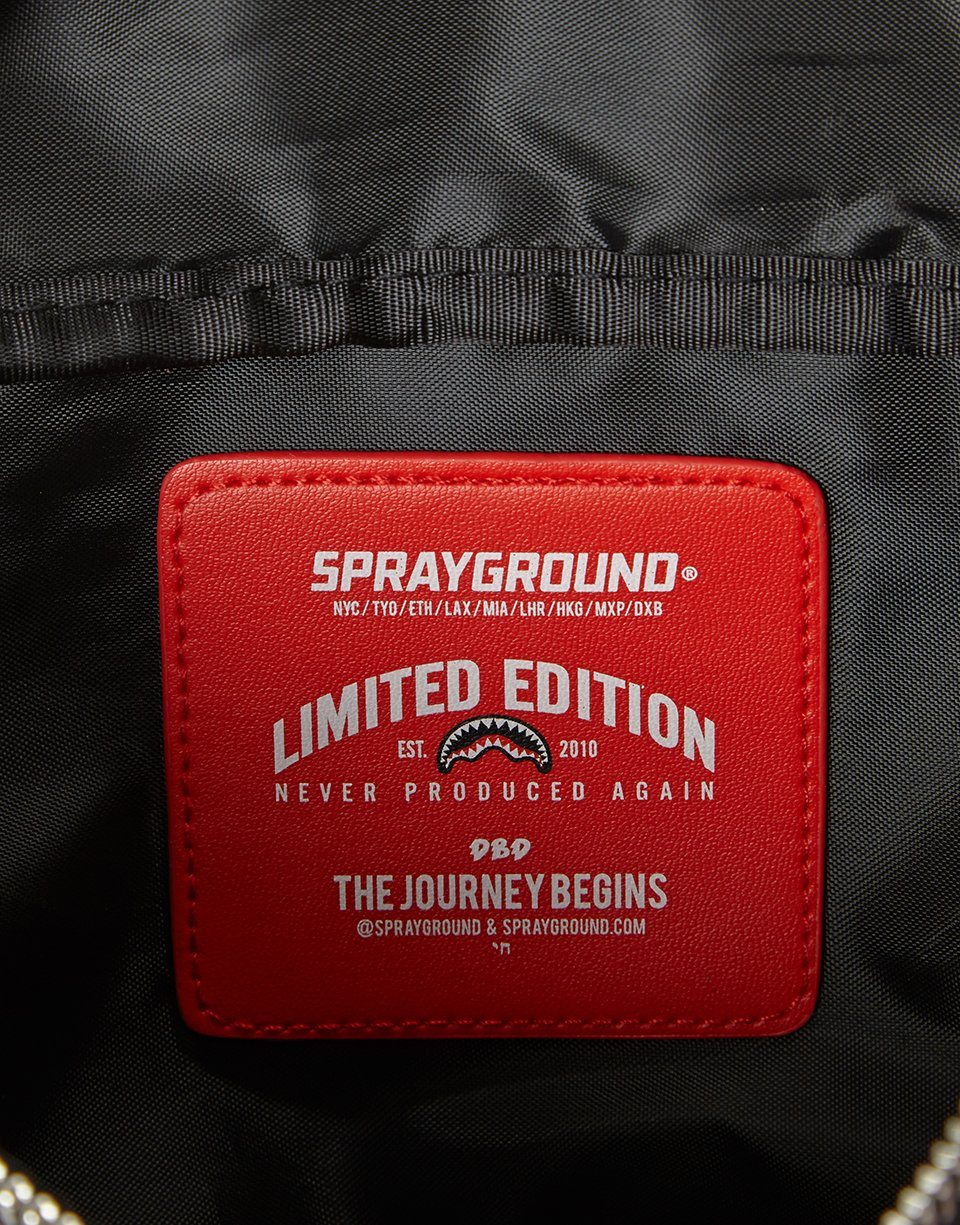 SPRAYGROUND®
NYC/TYO/ETH/LAX/MIA/LHR/HKG/MXP/DXB
LIMITED EDITION
EST. 2010
NEVER PRODUCED AGAIN
DBD
THE JOURNEY BEGINS
@SPRAYGROUND & SPRAYGROUND.COM
חי